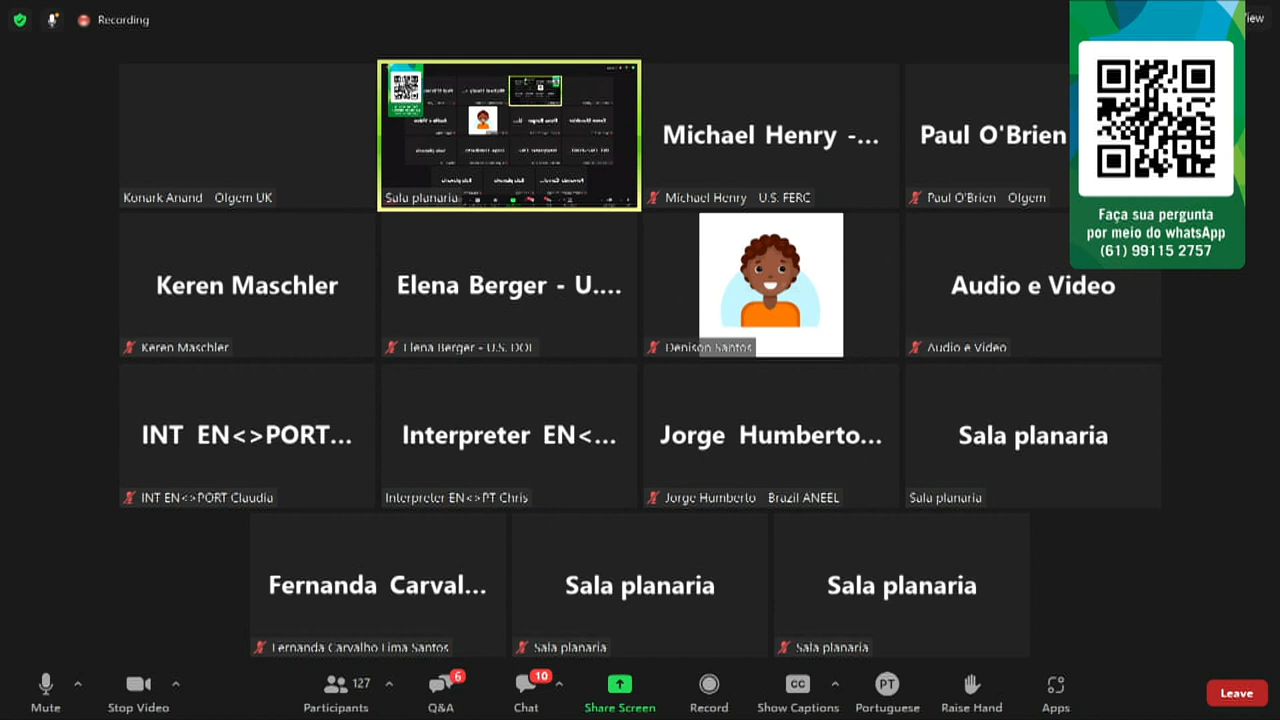 Recording
View
Konark Anand Olgem UK
Sala planaria
Michael Henry -...
Michael Henry U.S. FERC
Paul O'Brien
Paul O'Brien Olgem
Faça sua pergunta
por meio do whatsApp
(61) 99115 2757
Keren Maschler
Keren Maschler
Elena Berger - U....
Elena Berger - U.S. DOE
Denison Santos
Audio e Video
Audio e Video
INT EN<>PORT...
INT EN<>PORT Claudia
Interpreter EN<...
Interpreter EN<>PT Chris
Jorge Humberto...
Jorge Humberto Brazil ANEEL
Sala planaria
Sala planaria
Fernanda Carval...
Fernanda Carvalho Lima Santos
Sala planaria
Sala planaria
Sala planaria
Sala planaria
Mute
Stop Video
127
Participants
6
Q&A
10
Chat
Share Screen
Record
CC
Show Captions
PT
Portuguese
Raise Hand
Apps
Leave